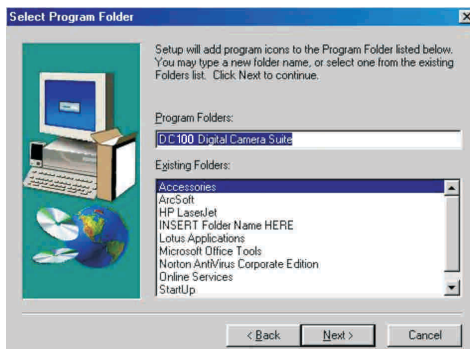 Select Program Folder
Setup will add program icons to the Program Folder listed below.
You may type a new folder name, or select one from the existing
Folders list. Click Next to continue.
Program Folders:
DC100 Digital Camera Suite
Existing Folders:
Accessories
ArcSoft
HP LaserJet
INSERT Folder Name HERE
Lotus Applications
Microsoft Office Tools
Norton AntiVirus Corporate Edition
Online Services
StartUp
< Back
Next >
Cancel